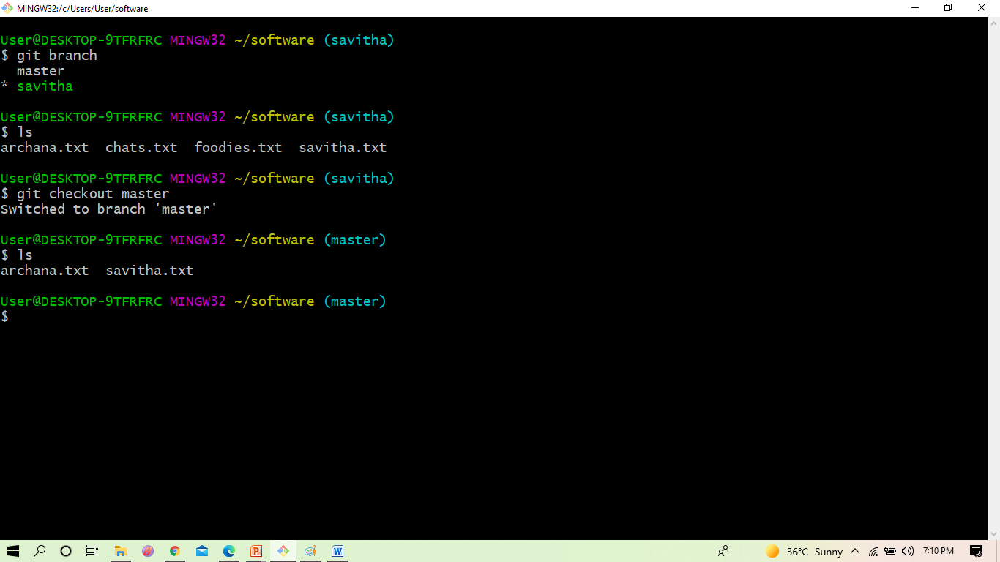 MINGW32:/c/Users/User/software
User@DESKTOP-9TFRFRC MINGW32 ~/software (savitha)
$ git branch
  master
* savitha
User@DESKTOP-9TFRFRC MINGW32 ~/software (savitha)
$ ls
archana.txt  chats.txt  foodies.txt  savitha.txt
User@DESKTOP-9TFRFRC MINGW32 ~/software (savitha)
$ git checkout master
Switched to branch 'master'
User@DESKTOP-9TFRFRC MINGW32 ~/software (master)
$ ls
archana.txt  savitha.txt
User@DESKTOP-9TFRFRC MINGW32 ~/software (master)
$
36°C Sunny 7:10 PM